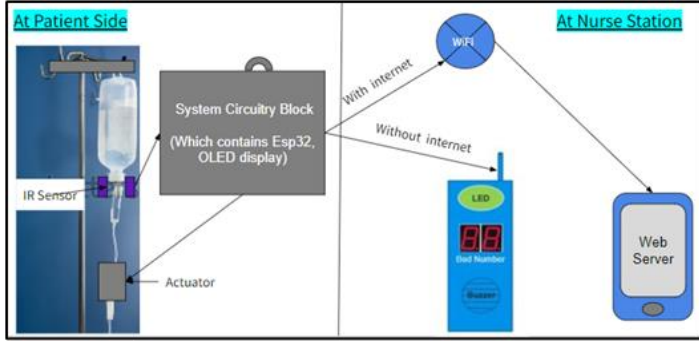 At Patient Side
At Nurse Station
WiFi
With internet
System Circuitry Block
(Which contains Esp32,
OLED display)
Without internet
IR Sensor
LED
88
Bed Number
Web
Server
Actuator
Buzzer